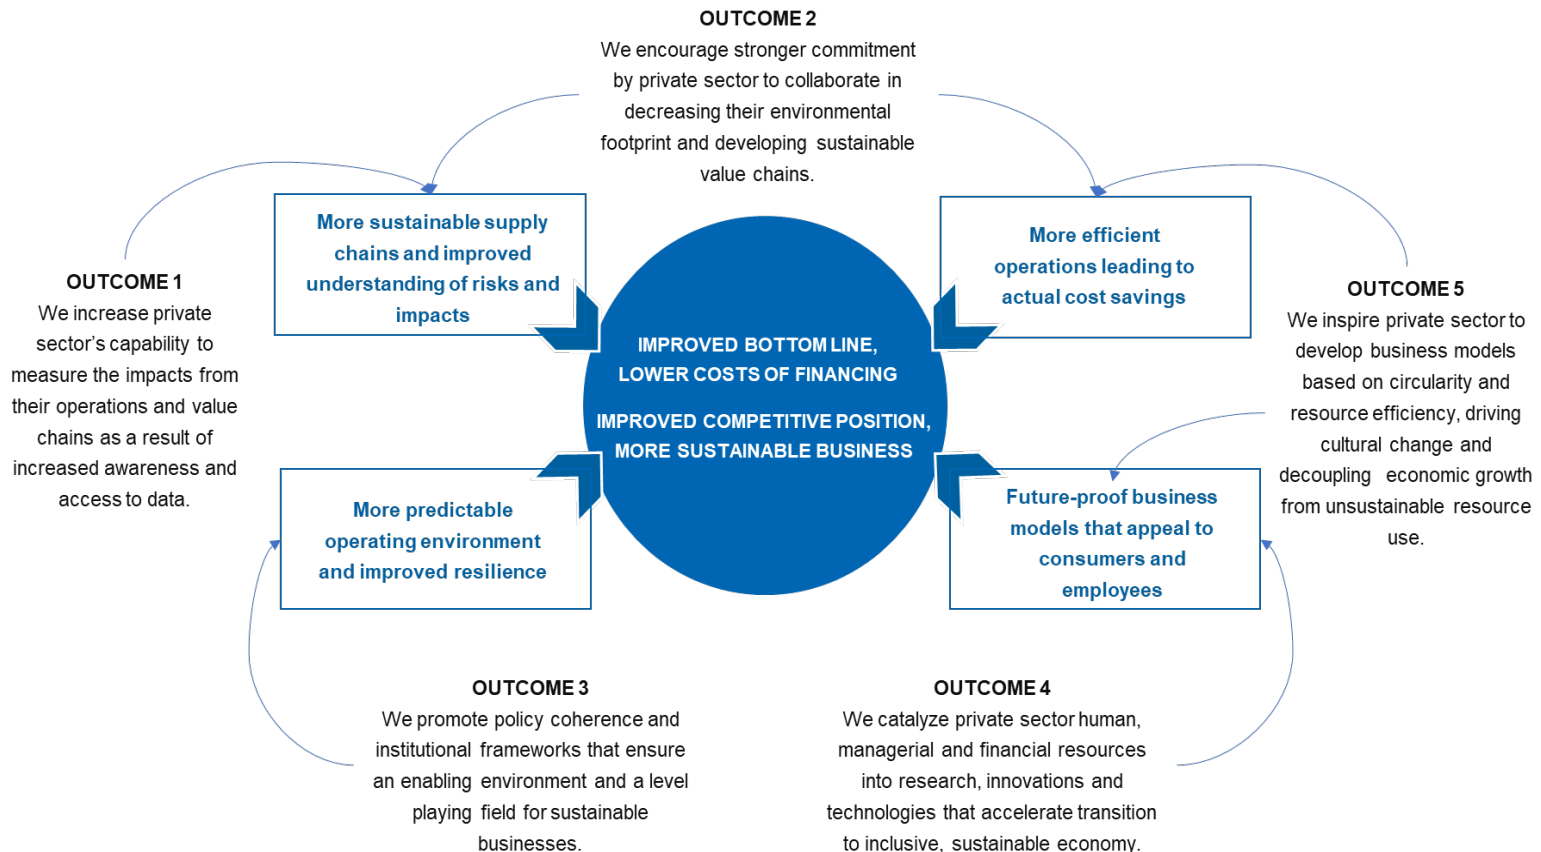 OUTCOME 2
We encourage stronger commitment
by private sector to collaborate in
decreasing their environmental
footprint and developing sustainable
value chains.
More sustainable supply
chains and improved
understanding of risks and
impacts
More efficient
operations leading to
actual cost savings
OUTCOME 1
We increase private
sector’s capability to
measure the impacts from
their operations and value
chains as a result of
increased awareness and
access to data.
IMPROVED BOTTOM LINE,
LOWER COSTS OF FINANCING
IMPROVED COMPETITIVE POSITION,
MORE SUSTAINABLE BUSINESS
OUTCOME 5
We inspire private sector to
develop business models
based on circularity and
resource efficiency, driving
cultural change and
decoupling economic growth
from unsustainable resource
use.
More predictable
operating environment
and improved resilience
Future-proof business
models that appeal to
consumers and
employees
OUTCOME 3
We promote policy coherence and
institutional frameworks that ensure
an enabling environment and a level
playing field for sustainable
businesses.
OUTCOME 4
We catalyze private sector human,
managerial and financial resources
into research, innovations and
technologies that accelerate transition
to inclusive, sustainable economy.